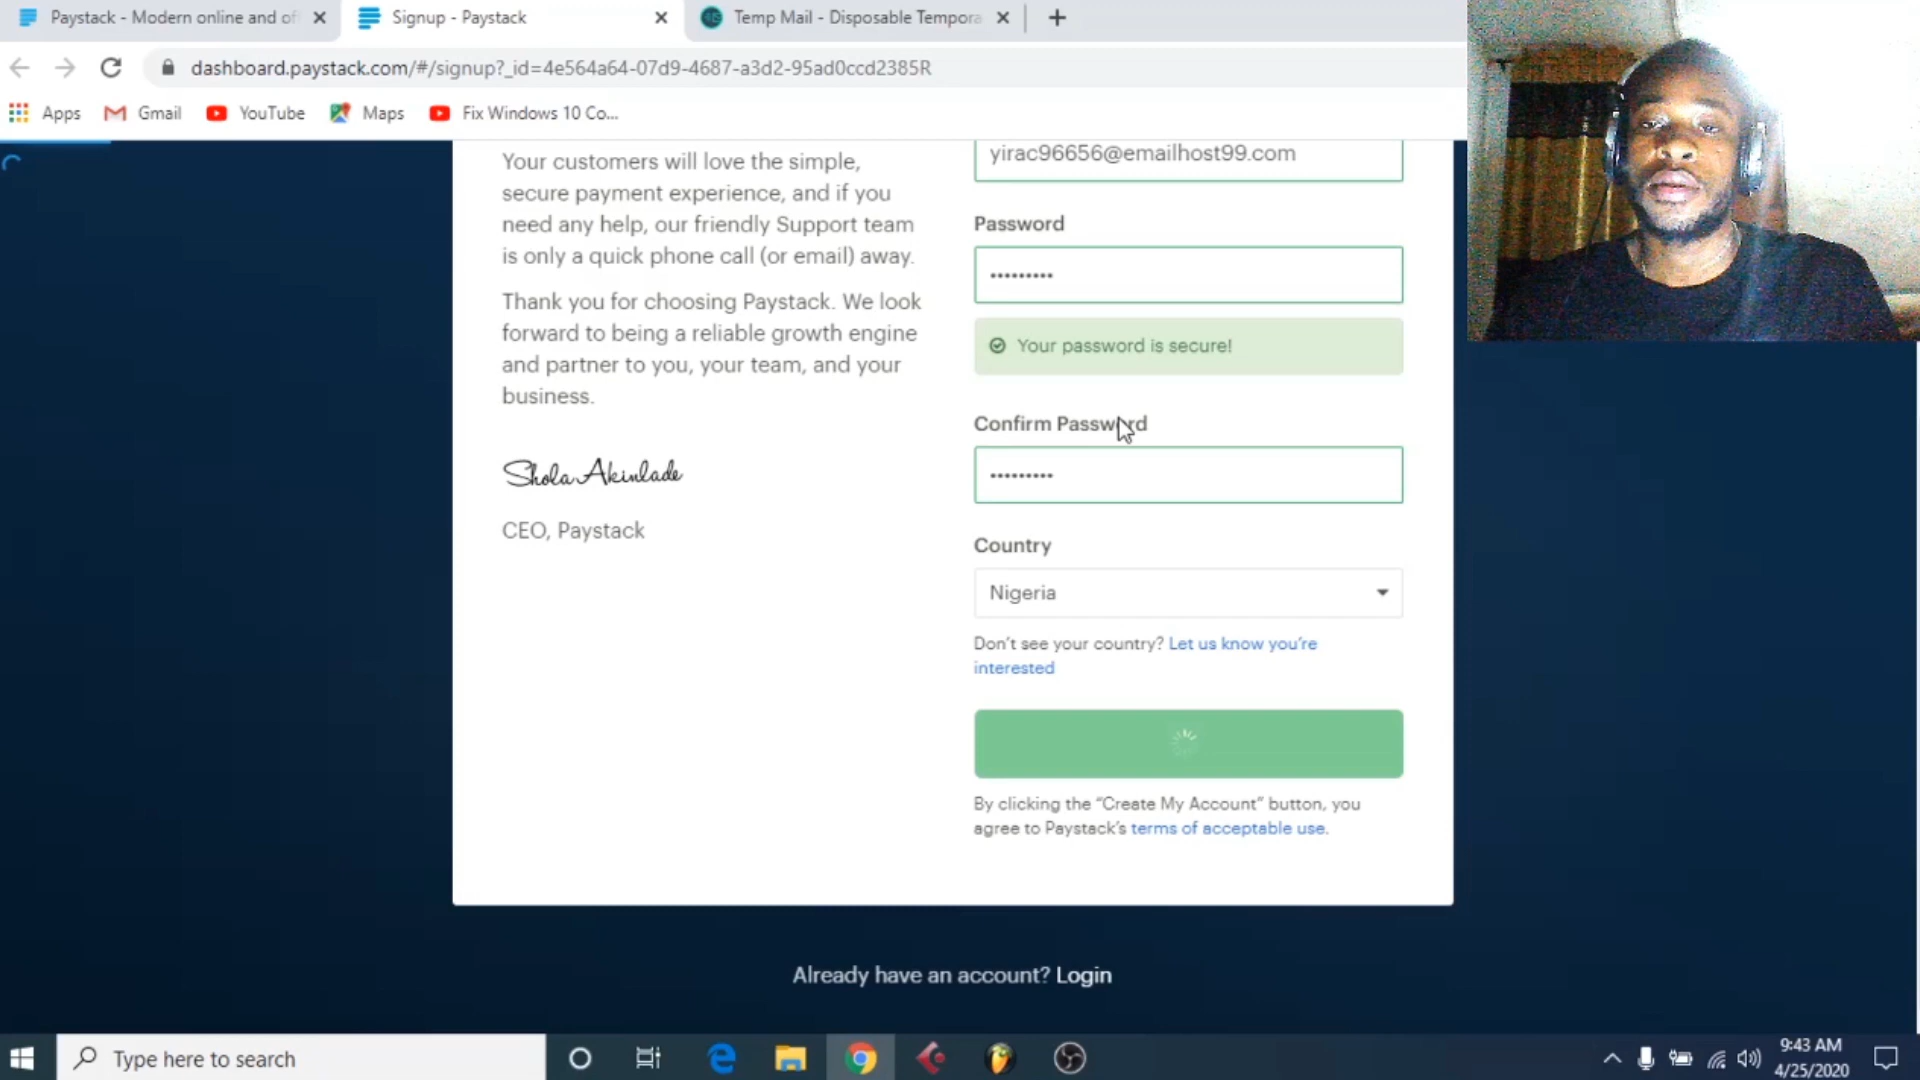 Paystack - Modern online and of
Signup - Paystack
Temp Mail - Disposable Tempora
dashboard.paystack.com/#/signup?_id=4e564a64-07d9-4687-a3d2-95ad0ccd2385R
Apps
Gmail
YouTube
Maps
Fix Windows 10 Co...
Your customers will love the simple,
secure payment experience, and if you
need any help, our friendly Support team
is only a quick phone call (or email) away.
Thank you for choosing Paystack. We look
forward to being a reliable growth engine
and partner to you, your team, and your
business.
Shola Akinlade
CEO, Paystack
yirac96656@emailhost99.com
Password
•••••••••
Your password is secure!
Confirm Password
•••••••••
Country
Nigeria
Don't see your country? Let us know you're
interested
By clicking the "Create My Account" button, you
agree to Paystack's terms of acceptable use.
Already have an account? Login
Type here to search
9:43 AM
4/25/2020